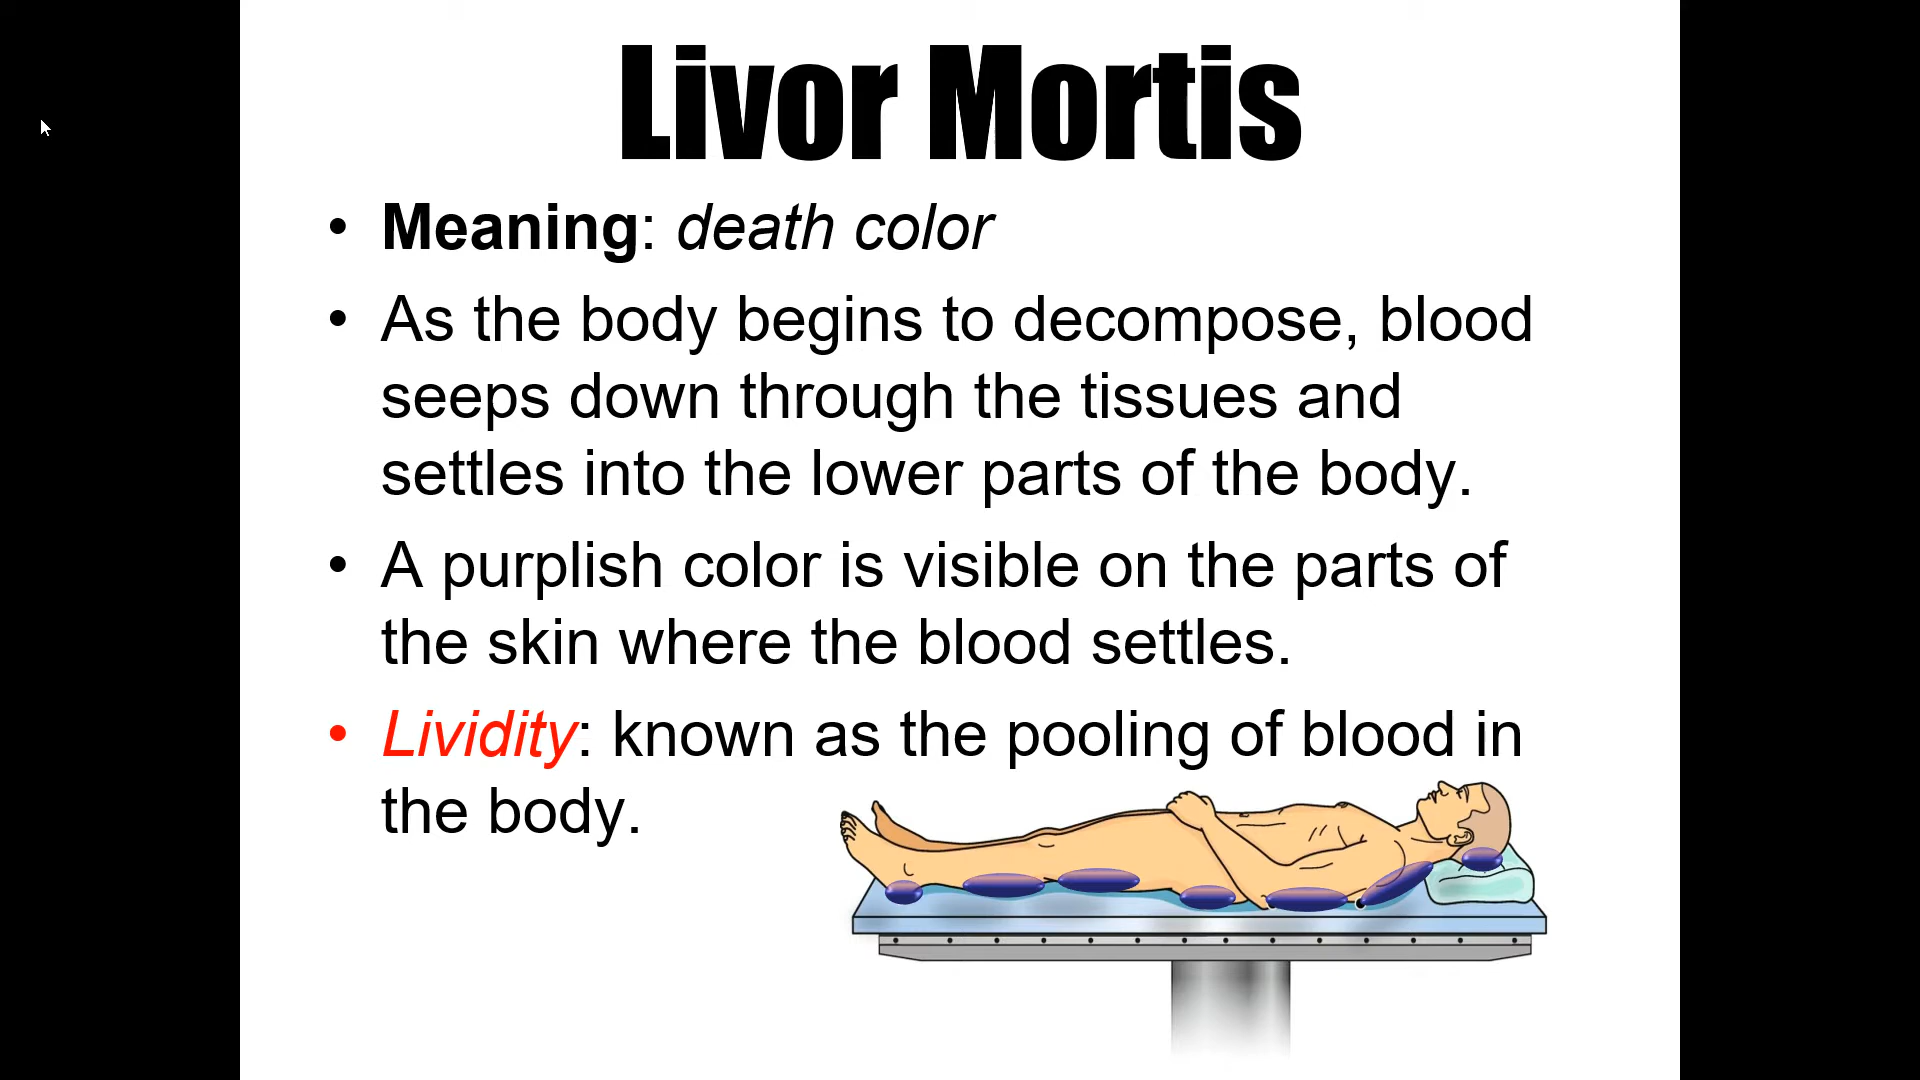 Livor Mortis
• Meaning: death color
• As the body begins to decompose, blood
seeps down through the tissues and
settles into the lower parts of the body.
• A purplish color is visible on the parts of
the skin where the blood settles.
• Lividity: known as the pooling of blood in
the body.